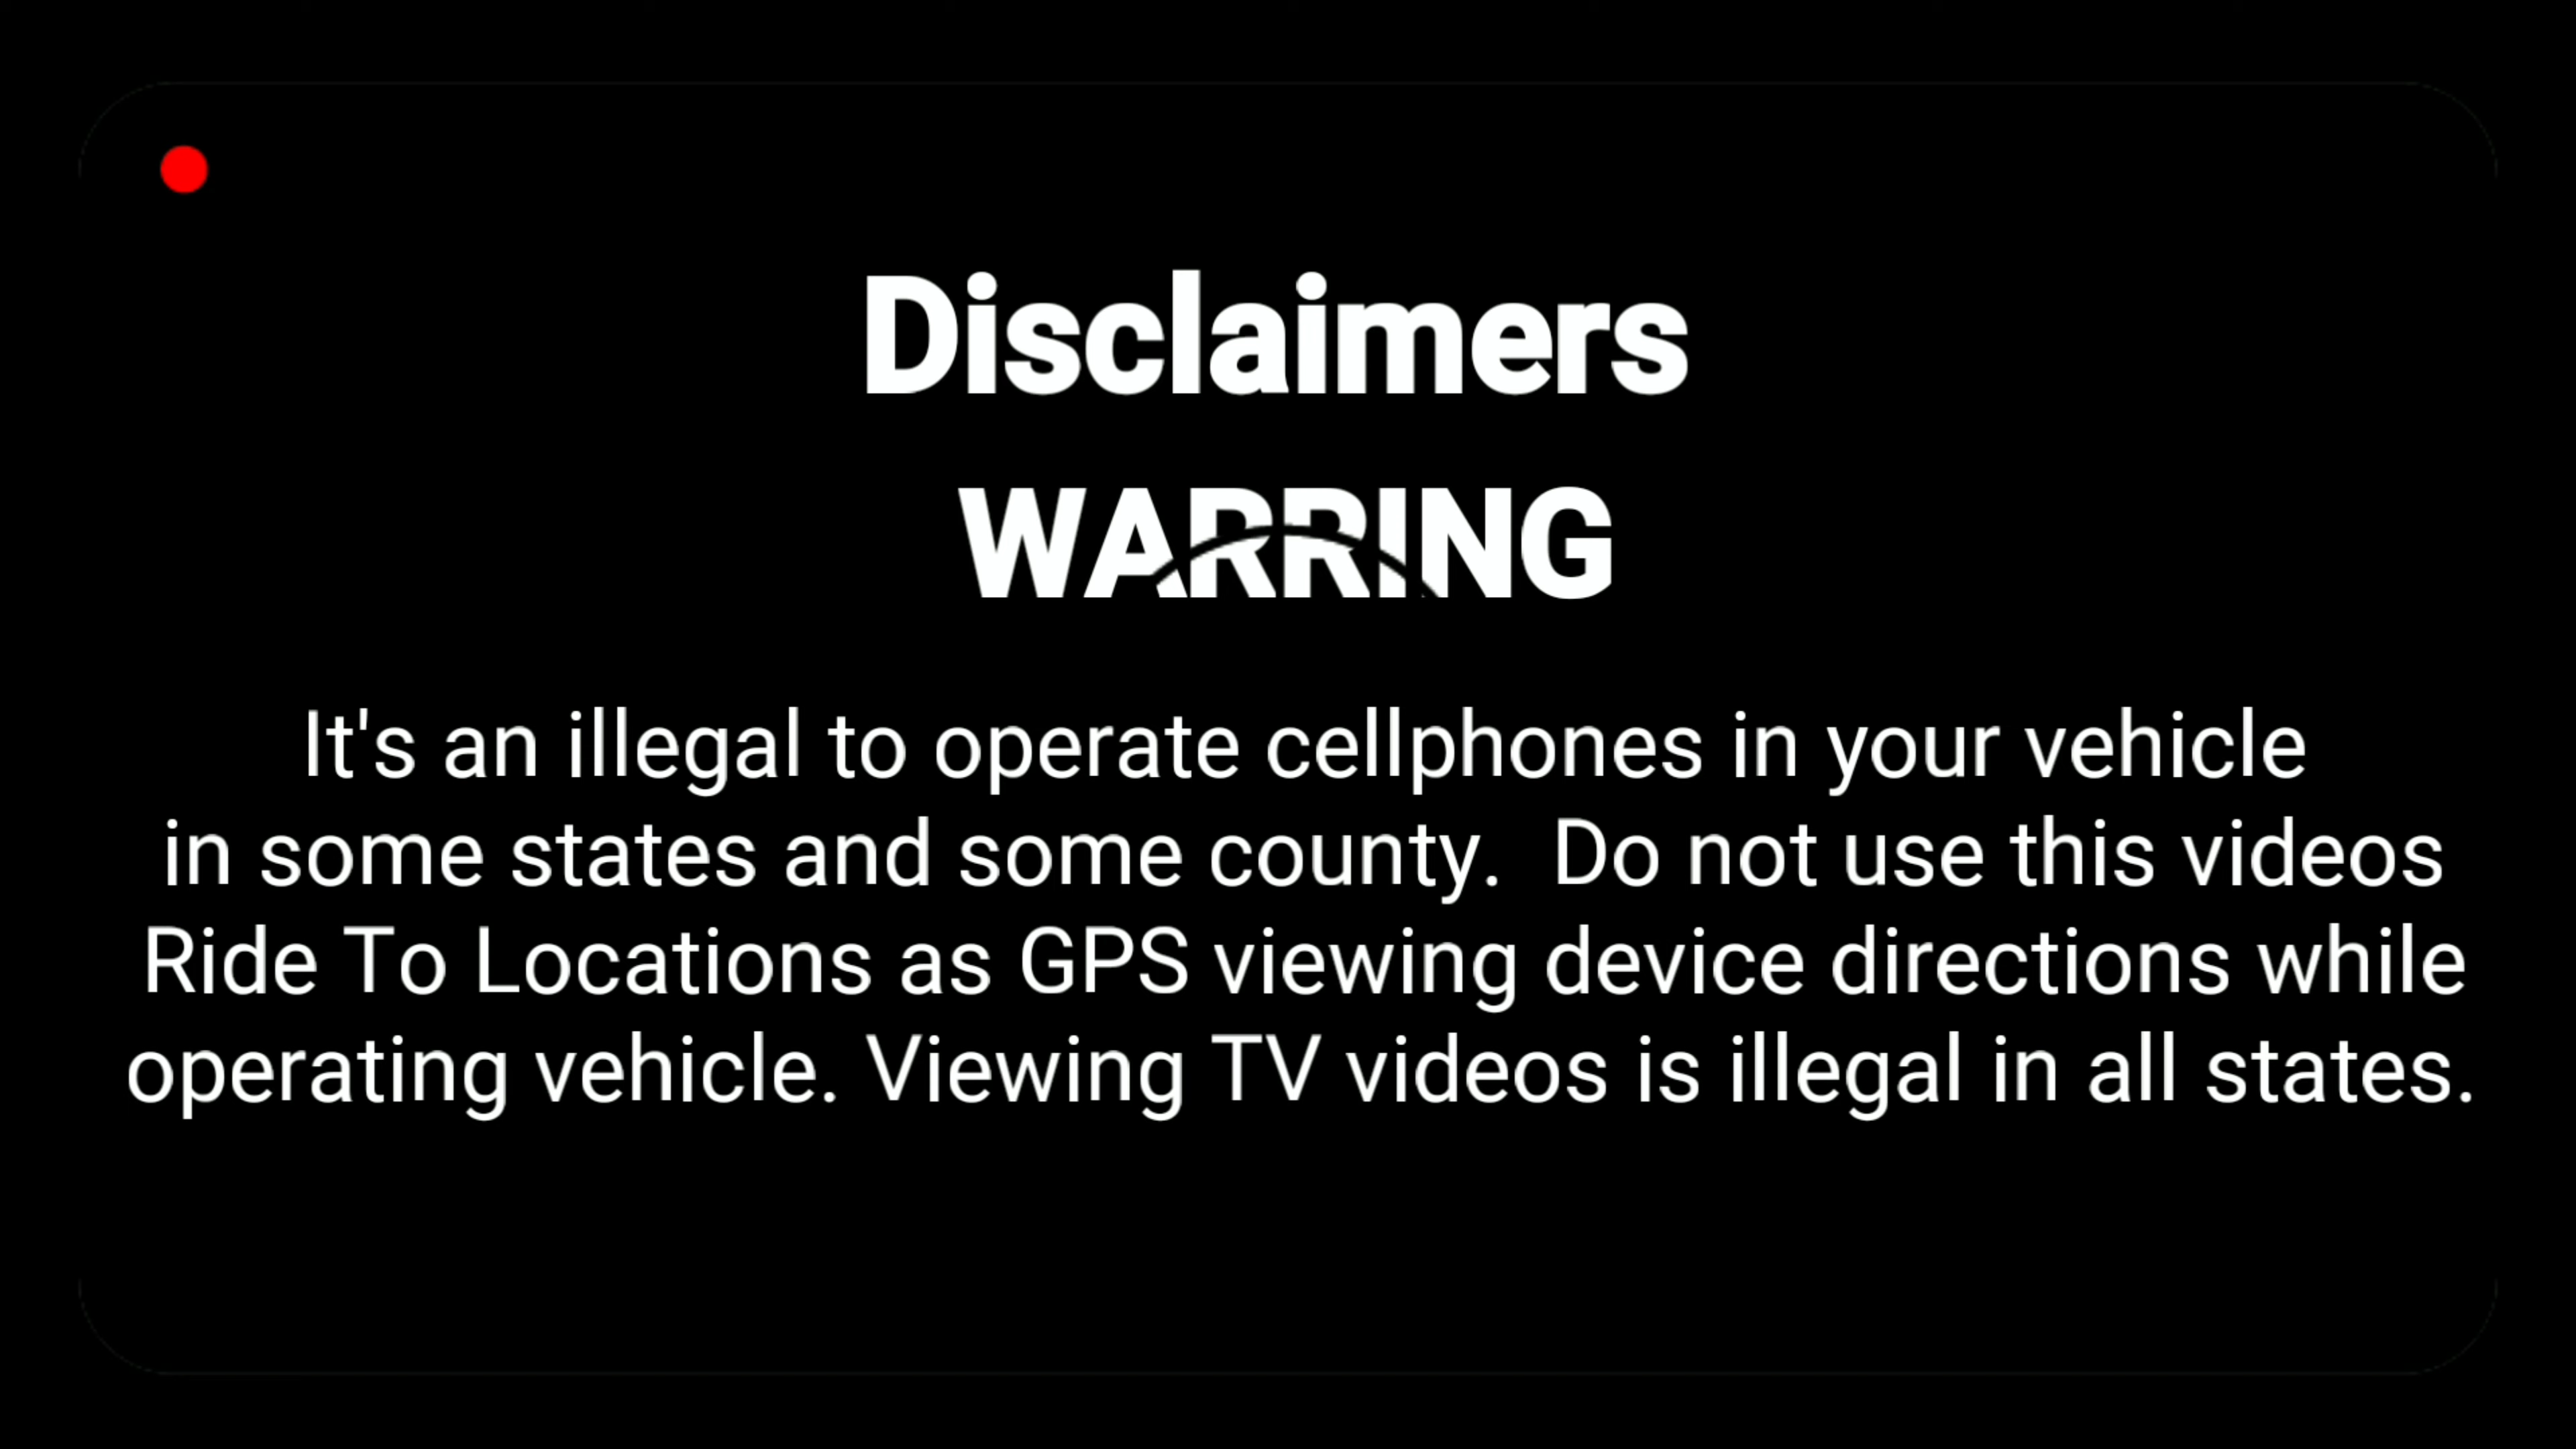 Disclaimers
WARRING
It's an illegal to operate cellphones in your vehicle
in some states and some county.  Do not use this videos
Ride To Locations as GPS viewing device directions while
operating vehicle. Viewing TV videos is illegal in all states.